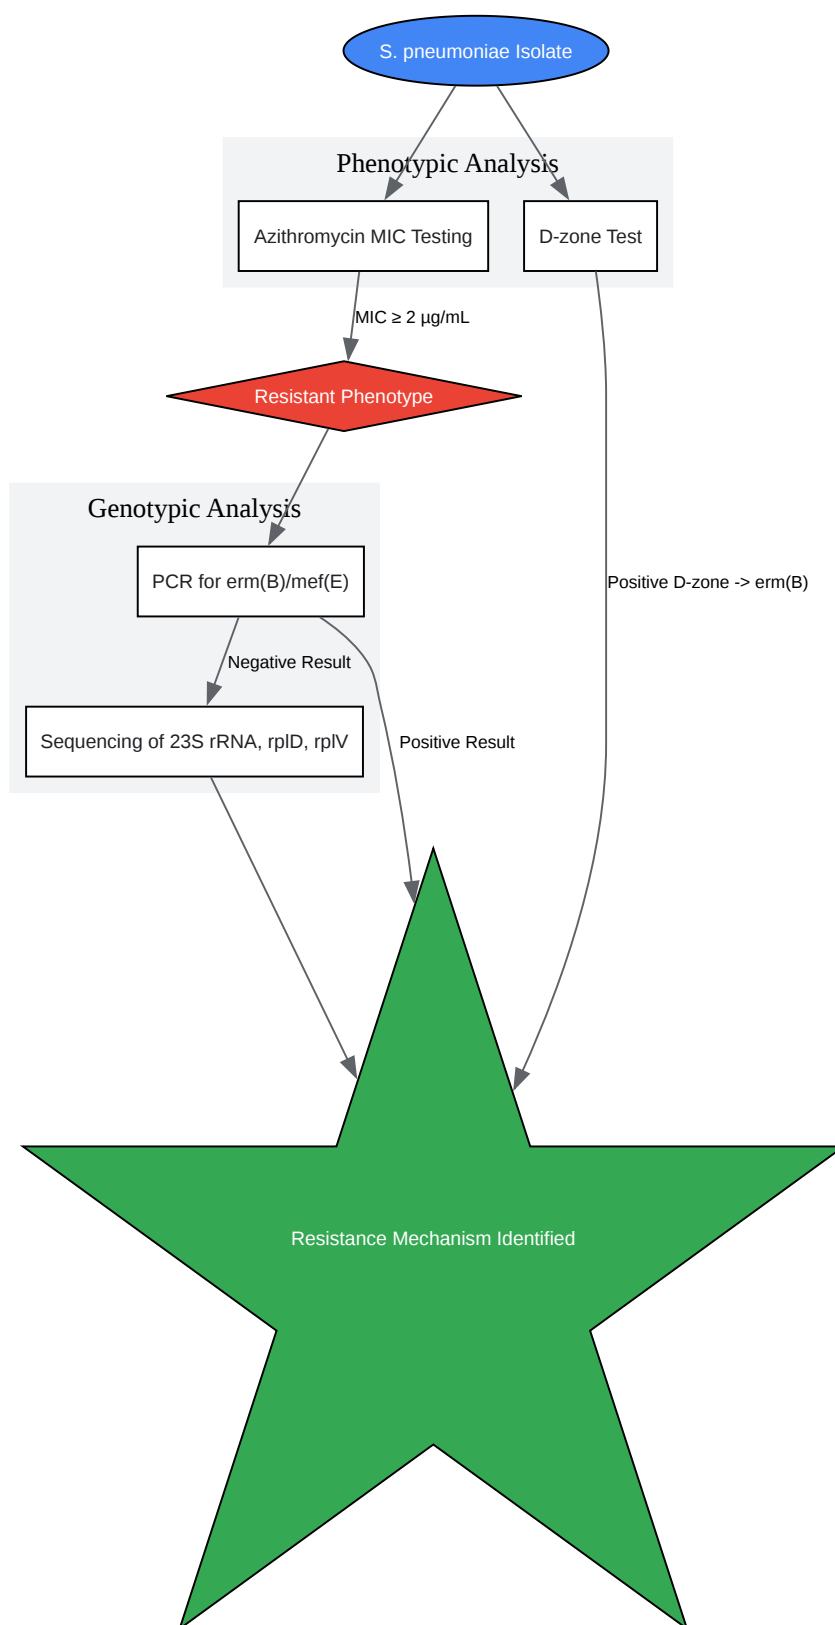 S. pneumoniae Isolate
Phenotypic Analysis
Azithromycin MIC Testing
D-zone Test
MIC ≥ 2 µg/mL
Resistant Phenotype
Genotypic Analysis
PCR for erm(B)/mef(E)
Positive D-zone -> erm(B)
Negative Result
Sequencing of 23S rRNA, rplD, rplV
Positive Result
Resistance Mechanism Identified